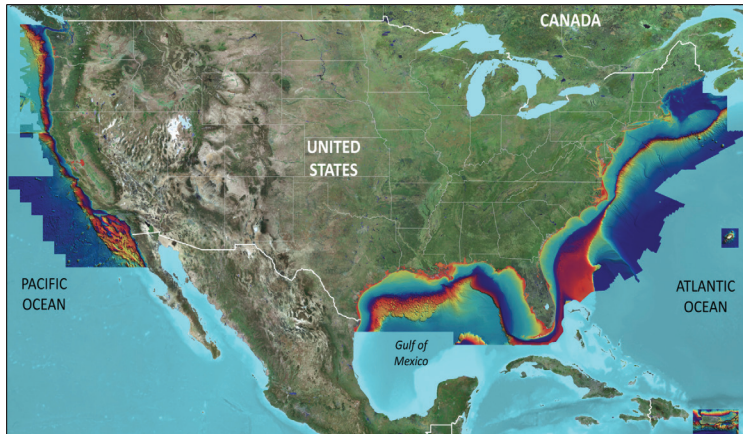 CANADA
UNITED
STATES
PACIFIC
OCEAN
ATLANTIC
OCEAN
Gulf of
Mexico